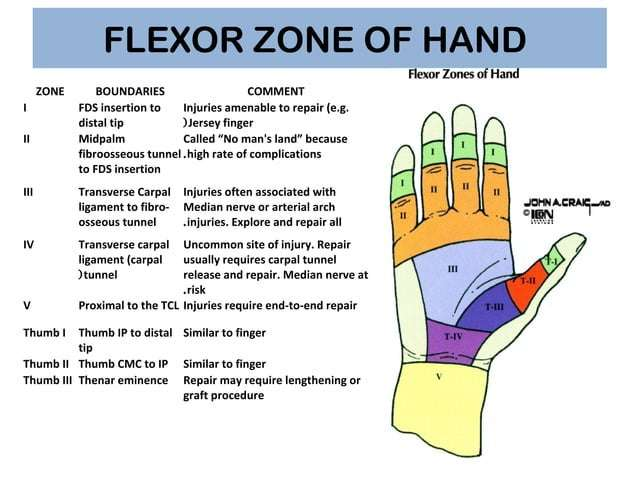 FLEXOR ZONE OF HAND
Flexor Zones of Hand
ZONE BOUNDARIES COMMENT
I FDS insertion to Injuries amenable to repair (e.g.
distal tip (Jersey finger
II Midpalm Called “No man's land” because
fibroosseous tunnel .high rate of complications
to FDS insertion
III Transverse Carpal Injuries often associated with
ligament to fibro- Median nerve or arterial arch
osseous tunnel .injuries. Explore and repair all
IV Transverse carpal Uncommon site of injury. Repair
ligament (carpal usually requires carpal tunnel
(tunnel release and repair. Median nerve at
.risk
V Proximal to the TCL Injuries require end-to-end repair
Thumb I Thumb IP to distal Similar to finger
tip
Thumb II Thumb CMC to IP Similar to finger
Thumb III Thenar eminence Repair may require lengthening or
graft procedure
I I I I
II II II II
III
T-I
T-II
T-III
T-IV
V
JOHN A.CRAIG AD
©